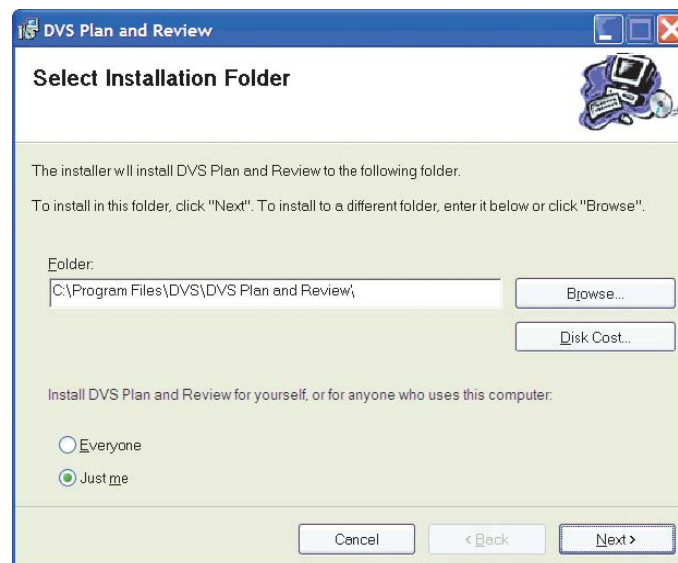 DVS Plan and Review
Select Installation Folder
The installer will install DVS Plan and Review to the following folder.
To install in this folder, click "Next". To install to a different folder, enter it below or click "Browse".
Folder:
C:\Program Files\DVS\DVS Plan and Review\
Browse...
Disk Cost...
Install DVS Plan and Review for yourself, or for anyone who uses this computer:
Everyone
Just me
Cancel
< Back
Next >